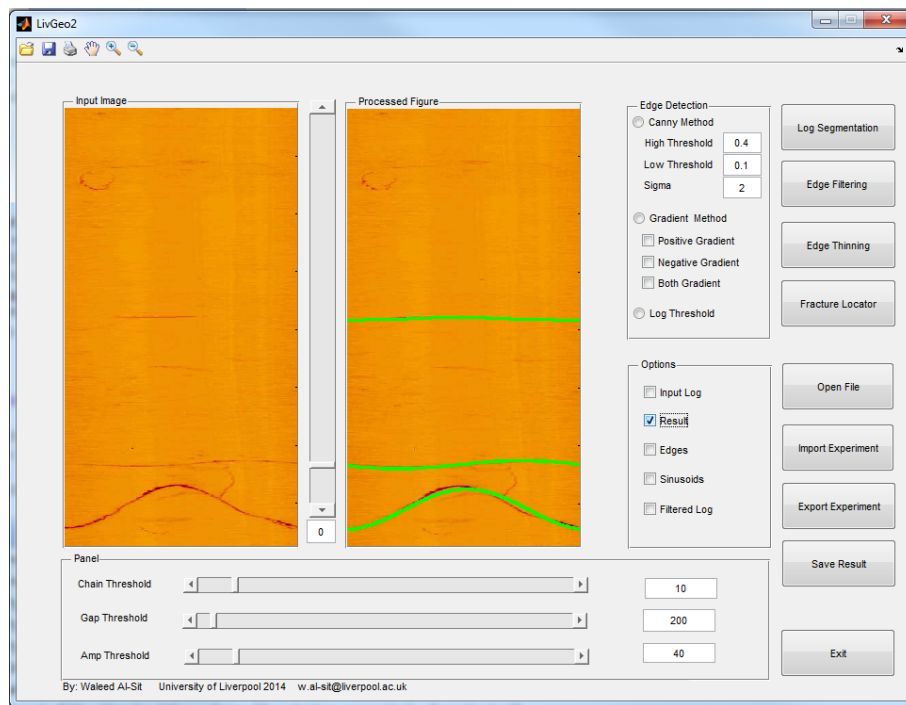 LivGeo2
Input Image
Processed Figure
0
Edge Detection
Canny Method
High Threshold 0.4
Low Threshold 0.1
Sigma 2
Gradient Method
Positive Gradient
Negative Gradient
Both Gradient
Log Threshold
Log Segmentation
Edge Filtering
Edge Thinning
Fracture Locator
Options
Input Log
Result
Edges
Sinusoids
Filtered Log
Open File
Import Experiment
Export Experiment
Save Result
Exit
Panel
Chain Threshold 10
Gap Threshold 200
Amp Threshold 40
By: Waleed Al-Sit University of Liverpool 2014 w.al-sit@liverpool.ac.uk